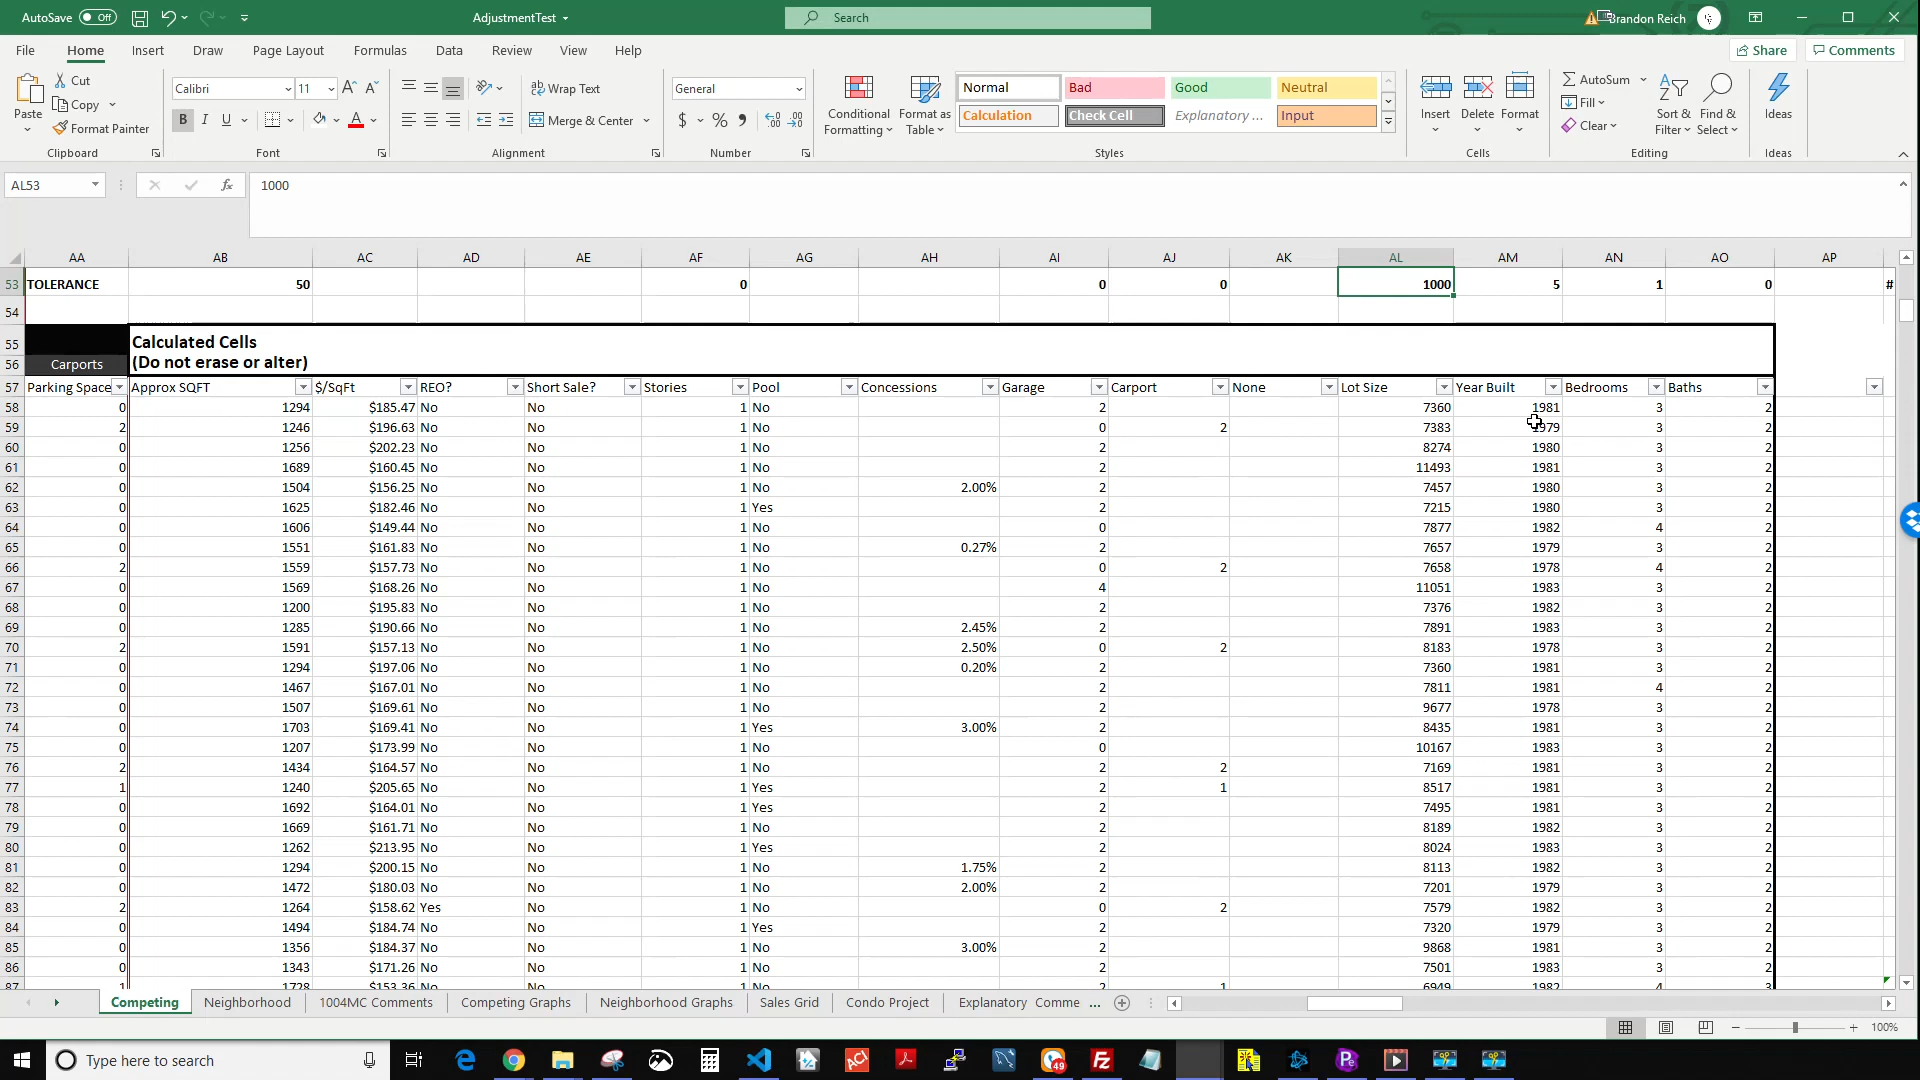 AutoSave Off AdjustmentTest Search Brandon Reich
File Home Insert Draw Page Layout Formulas Data Review View Help Share Comments
Paste Cut Copy Format Painter Clipboard
Calibri 11 B I U Font
Wrap Text Merge & Center Alignment
General $ % Number
Conditional Formatting Format as Table Normal Bad Good Neutral Calculation Check Cell Explanatory ... Input Styles
Insert Delete Format Cells
AutoSum Fill Clear Sort & Filter Find & Select Editing
Ideas Ideas
AL53 fx 1000
AA AB AC AD AE AF AG AH AI AJ AK AL AM AN AO AP
53 TOLERANCE 50 0 0 0 1000 5 1 0 #
54
55 Calculated Cells
56 Carports (Do not erase or alter)
57 Parking Space Approx SQFT $/SqFt REO? Short Sale? Stories Pool Concessions Garage Carport None Lot Size Year Built Bedrooms Baths
58 0 1294 $185.47 No No 1 No 2 7360 1981 3 2
59 2 1246 $196.63 No No 1 No 0 2 7383 1979 3 2
60 0 1256 $202.23 No No 1 No 2 8274 1980 3 2
61 0 1689 $160.45 No No 1 No 2 11493 1981 3 2
62 0 1504 $156.25 No No 1 No 2.00% 2 7457 1980 3 2
63 0 1625 $182.46 No No 1 Yes 2 7215 1980 3 2
64 0 1606 $149.44 No No 1 No 0 7877 1982 4 2
65 0 1551 $161.83 No No 1 No 0.27% 2 7657 1979 3 2
66 2 1559 $157.73 No No 1 No 0 2 7658 1978 4 2
67 0 1569 $168.26 No No 1 No 4 11051 1983 3 2
68 0 1200 $195.83 No No 1 No 2 7376 1982 3 2
69 0 1285 $190.66 No No 1 No 2.45% 2 7891 1983 3 2
70 2 1591 $157.13 No No 1 No 2.50% 0 2 8183 1978 3 2
71 0 1294 $197.06 No No 1 No 0.20% 2 7360 1981 3 2
72 0 1467 $167.01 No No 1 No 2 7811 1981 4 2
73 0 1507 $169.61 No No 1 No 2 9677 1978 3 2
74 0 1703 $169.41 No No 1 Yes 3.00% 2 8435 1981 3 2
75 0 1207 $173.99 No No 1 No 0 10167 1983 3 2
76 2 1434 $164.57 No No 1 No 2 2 7169 1981 3 2
77 1 1240 $205.65 No No 1 Yes 2 1 8517 1981 3 2
78 0 1692 $164.01 No No 1 Yes 2 7495 1981 3 2
79 0 1669 $161.71 No No 1 No 2 8189 1982 3 2
80 0 1262 $213.95 No No 1 Yes 2 8024 1983 3 2
81 0 1294 $200.15 No No 1 No 1.75% 2 8113 1982 3 2
82 0 1472 $180.03 No No 1 No 2.00% 2 7201 1979 3 2
83 2 1264 $158.62 Yes No 1 No 0 2 7579 1982 3 2
84 0 1494 $184.74 No No 1 Yes 2 7320 1979 3 2
85 0 1356 $184.37 No No 1 No 3.00% 2 9868 1981 3 2
86 0 1343 $171.26 No No 1 No 2 7501 1983 3 2
87 1 1728 $153.36 No No 1 No 2 1 6949 1982 4 3
Competing Neighborhood 1004MC Comments Competing Graphs Neighborhood Graphs Sales Grid Condo Project Explanatory Comme ...
100%
Type here to search ACI 49 Fz Pe